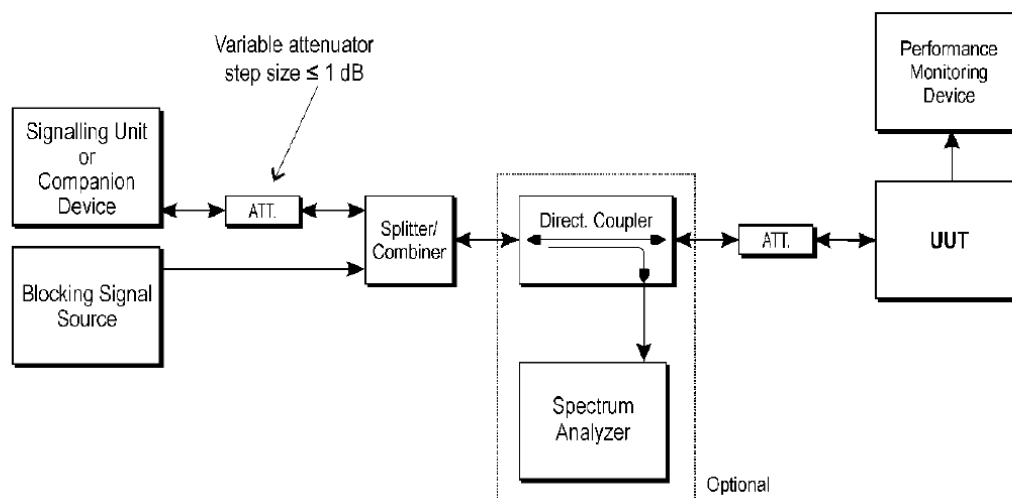 Variable attenuator
step size ≤ 1 dB
Performance
Monitoring
Device
Signalling Unit
or
Companion
Device
ATT.
Splitter/
Combiner
Direct. Coupler
ATT.
UUT
Blocking Signal
Source
Spectrum
Analyzer
Optional